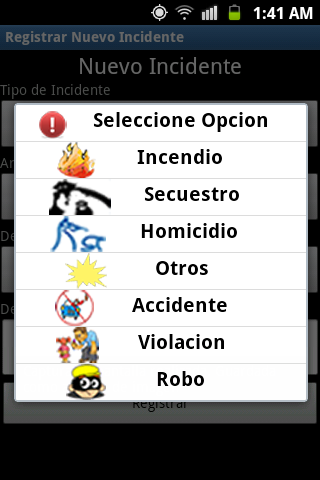 1:41 AM
Registrar Nuevo Incidente
Nuevo Incidente
Tipo de Incidente
Seleccione Opcion
Incendio
Secuestro
Homicidio
Otros
Accidente
Violacion
Robo
Registrar